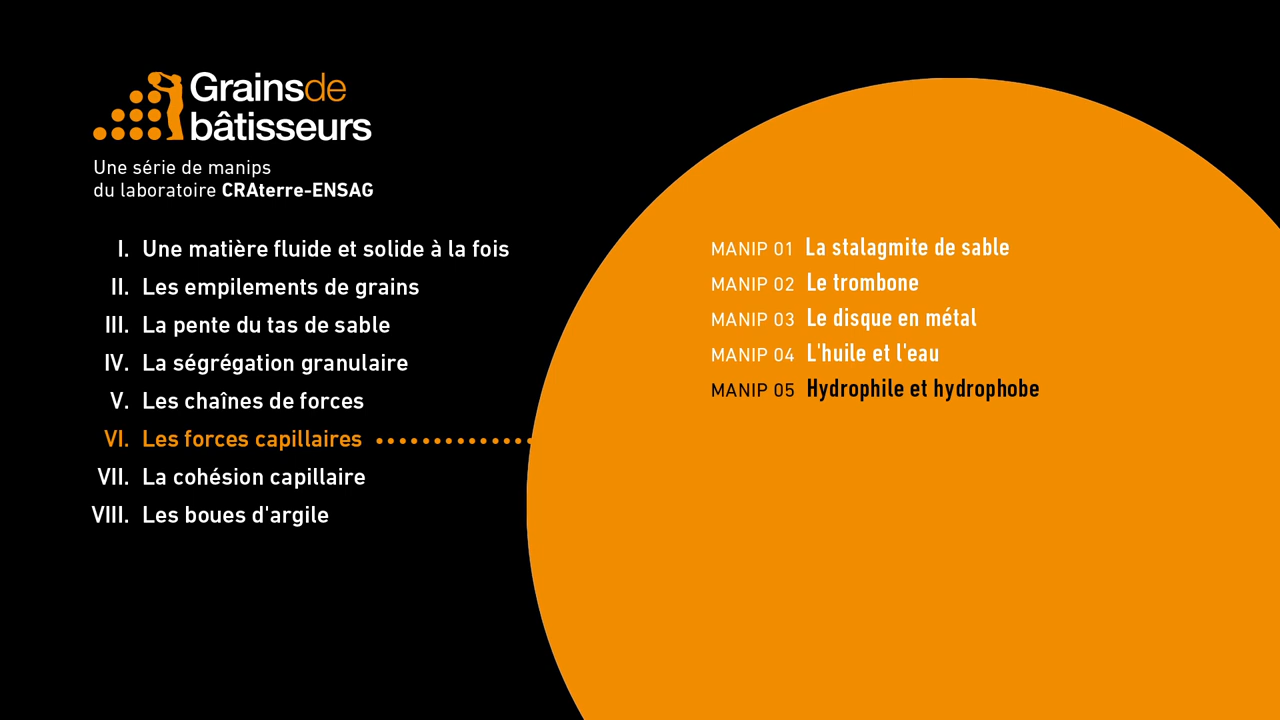 Grainsde
bâtisseurs
Une série de manips
du laboratoire CRAterre-ENSAG
I. Une matière fluide et solide à la fois
II. Les empilements de grains
III. La pente du tas de sable
IV. La ségrégation granulaire
V. Les chaînes de forces
VI. Les forces capillaires
VII. La cohésion capillaire
VIII. Les boues d'argile
MANIP 01 La stalagmite de sable
MANIP 02 Le trombone
MANIP 03 Le disque en métal
MANIP 04 L'huile et l'eau
MANIP 05 Hydrophile et hydrophobe